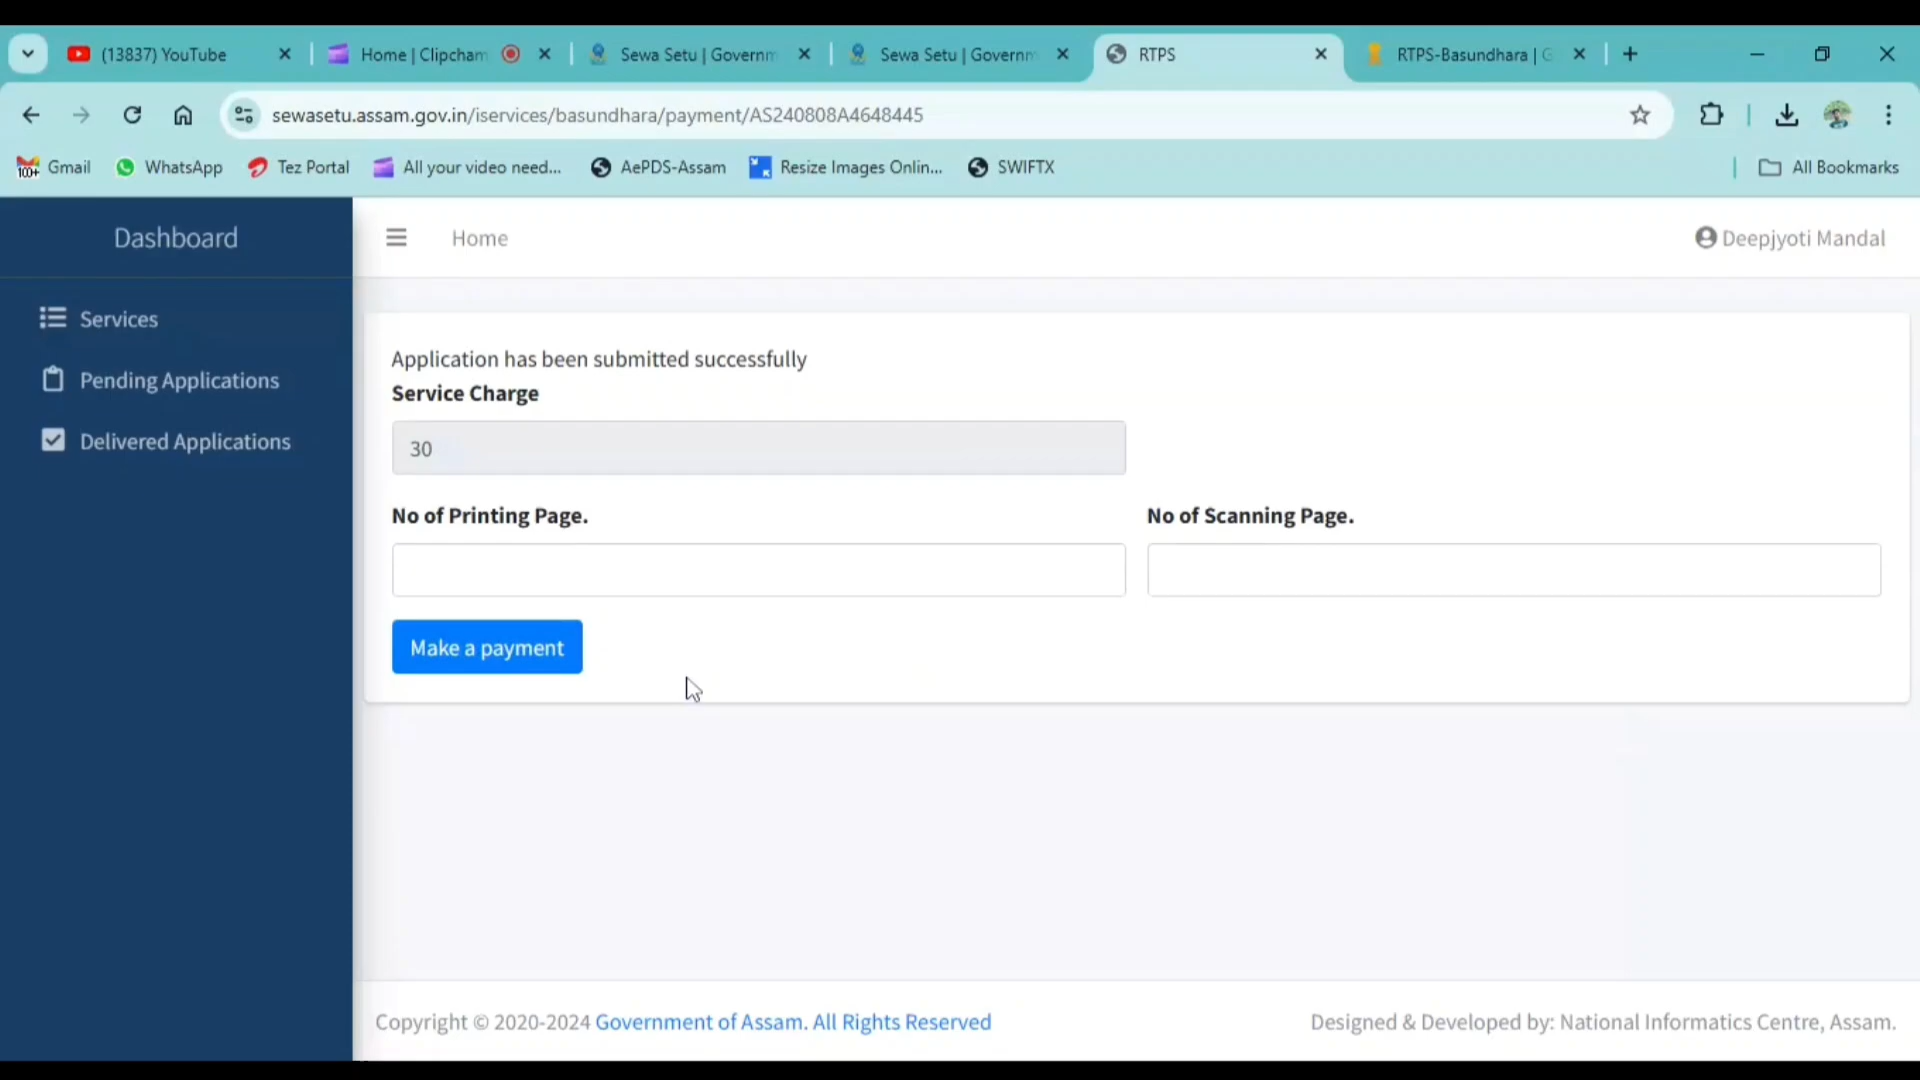 (13837) YouTube
Home | Clipcham
Sewa Setu | Governm
Sewa Setu | Governm
RTPS
RTPS-Basundhara | G
sewasetu.assam.gov.in/iservices/basundhara/payment/AS240808A4648445
100+ Gmail
WhatsApp
Tez Portal
All your video need...
AePDS-Assam
Resize Images Onlin...
SWIFTX
All Bookmarks
Dashboard
Home
Deepjyoti Mandal
Services
Pending Applications
Delivered Applications
Application has been submitted successfully
Service Charge
30
No of Printing Page.
No of Scanning Page.
Make a payment
Copyright © 2020-2024 Government of Assam. All Rights Reserved
Designed & Developed by: National Informatics Centre, Assam.